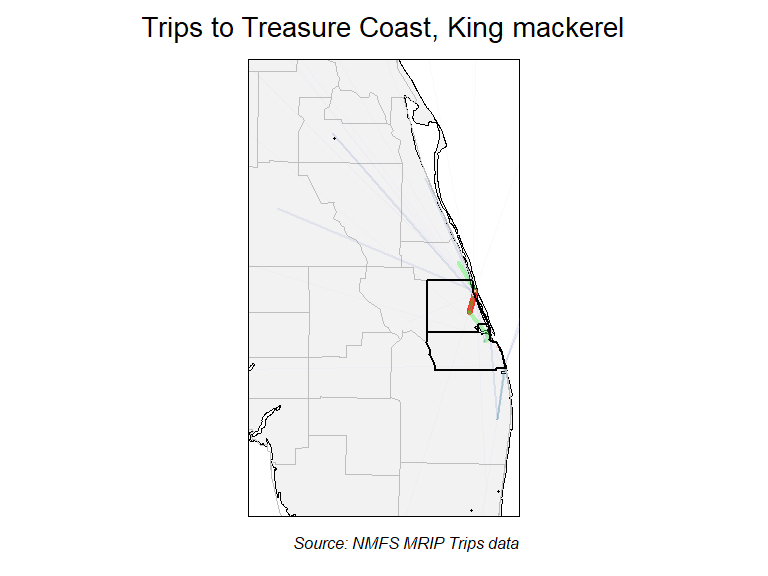 Trips to Treasure Coast, King mackerel
Source: NMFS MRIP Trips data